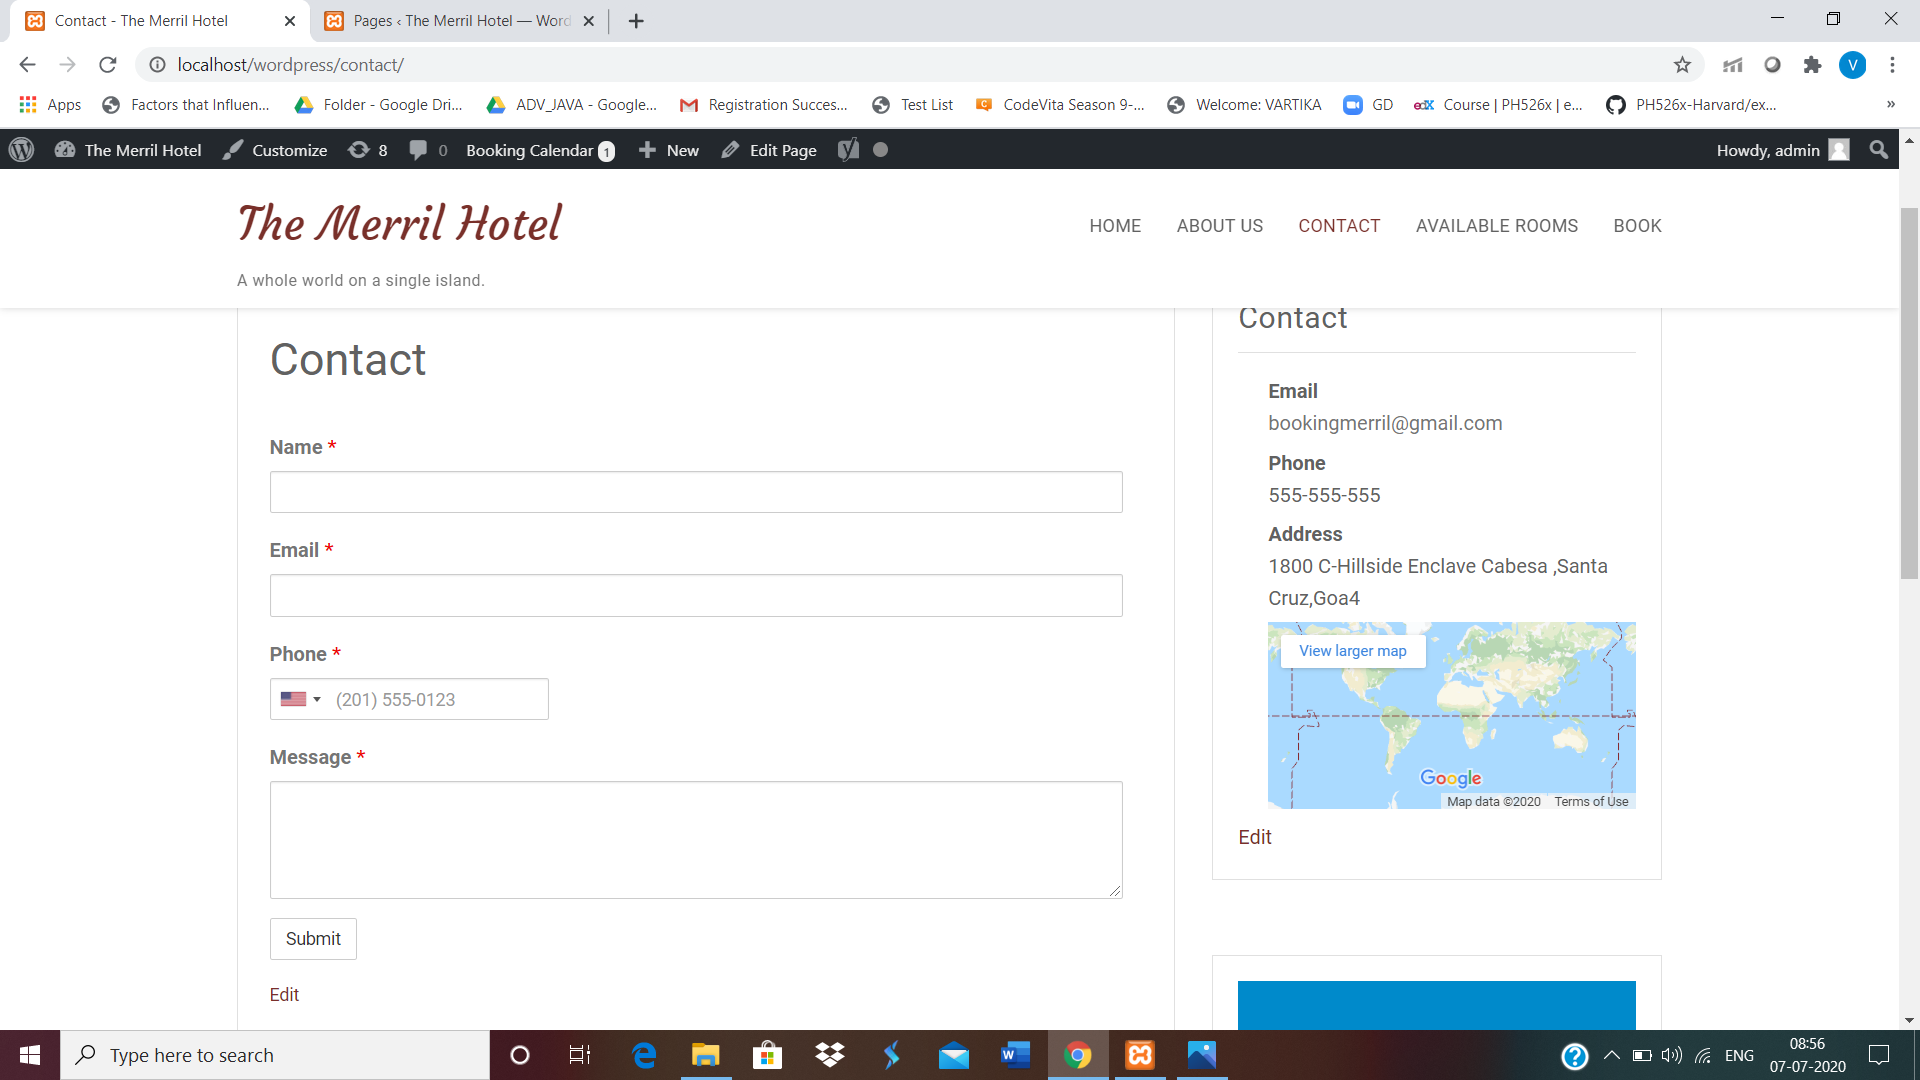 Contact - The Merril Hotel
Pages ‹ The Merril Hotel — Word
localhost/wordpress/contact/
V
Apps
Factors that Influen...
Folder - Google Dri...
ADV_JAVA - Google...
Registration Succes...
Test List
CodeVita Season 9-...
Welcome: VARTIKA
GD
edX Course | PH526x | e...
PH526x-Harvard/ex...
»
The Merril Hotel
Customize
8
0
Booking Calendar 1
New
Edit Page
Howdy, admin
The Merril Hotel
HOME
ABOUT US
CONTACT
AVAILABLE ROOMS
BOOK
A whole world on a single island.
Contact
Name *
Email *
Phone *
(201) 555-0123
Message *
Submit
Edit
Contact
Email
bookingmerril@gmail.com
Phone
555-555-555
Address
1800 C-Hillside Enclave Cabesa ,Santa
Cruz,Goa4
View larger map
Google
Map data ©2020
Terms of Use
Edit
Type here to search
ENG
08:56
07-07-2020